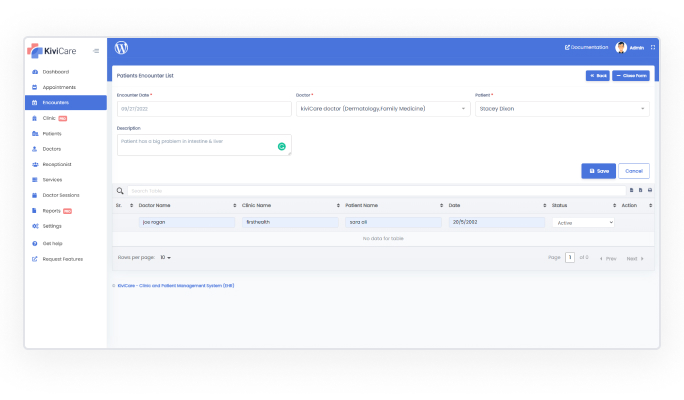 KiviCare
Documentation
Admin
Dashboard
Appointments
Encounters
Clinic PRO
Patients
Doctors
Receptionist
Services
Doctor Sessions
Reports PRO
Settings
Get help
Request Features
Patients Encounter List
Back
Close Form
Encounter Date *
Doctor *
Patient *
09/27/2022
kiviCare doctor (Dermatology,Family Medicine)
Stacey Dixon
Description
Patient has a big problem in intestine & liver
Save
Cancel
Search Table
Sr. Doctor Name Clinic Name Patient Name Date Status Action
joe rogan firsthealth sara ali 20/5/2002 Active
No data for table
Rows per page: 10
Page 1 of 0 Prev Next
© KiviCare - Clinic and Patient Management System (EHR)